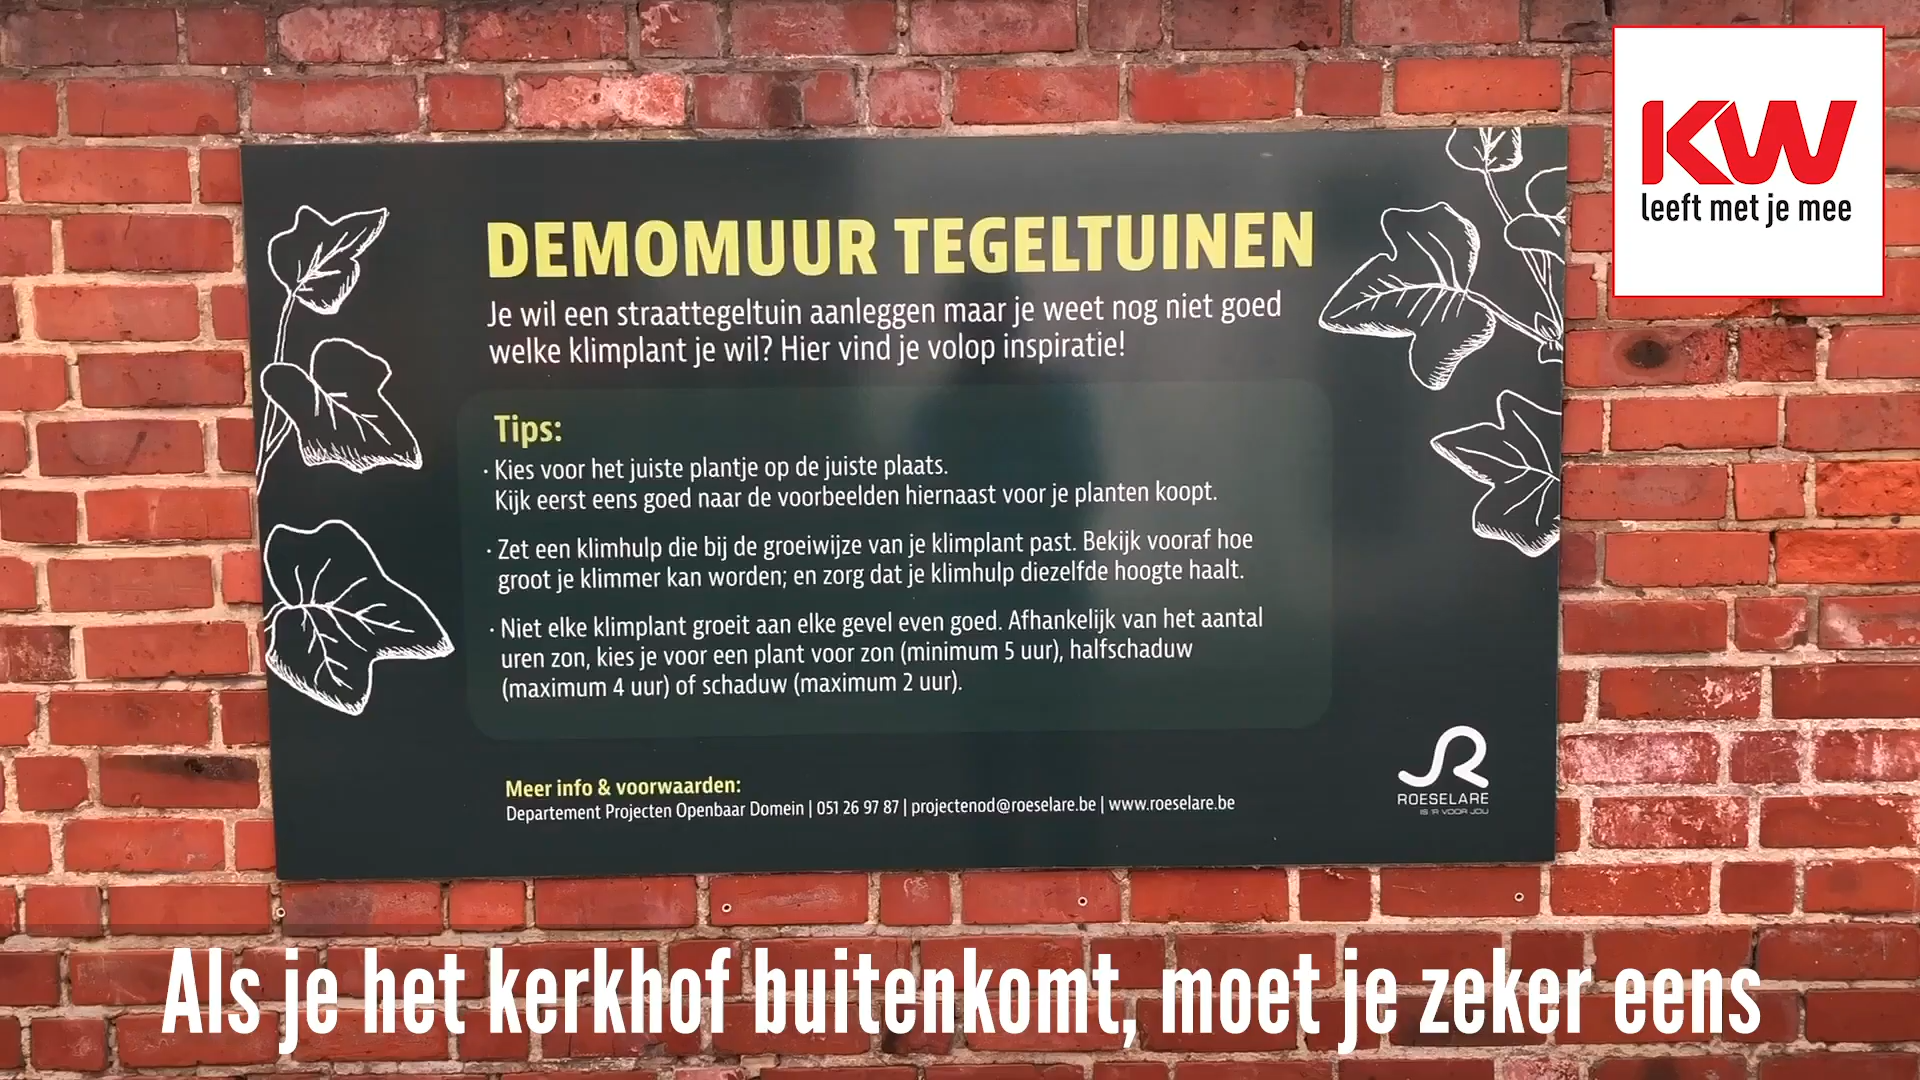 KW
leeft met je mee
DEMOMUUR TEGELTUINEN
Je wil een straattegeltuin aanleggen maar je weet nog niet goed
welke klimplant je wil? Hier vind je volop inspiratie!
Tips:
· Kies voor het juiste plantje op de juiste plaats.
Kijk eerst eens goed naar de voorbeelden hiernaast voor je planten koopt.
· Zet een klimhulp die bij de groeiwijze van je klimplant past. Bekijk vooraf hoe
groot je klimmer kan worden; en zorg dat je klimhulp diezelfde hoogte haalt.
· Niet elke klimplant groeit aan elke gevel even goed. Afhankelijk van het aantal
uren zon, kies je voor een plant voor zon (minimum 5 uur), halfschaduw
(maximum 4 uur) of schaduw (maximum 2 uur).
Meer info & voorwaarden:
Departement Projecten Openbaar Domein | 051 26 97 87 | projectenod@roeselare.be | www.roeselare.be
ROESELARE
IS 'R VOOR JOU
Als je het kerkhof buitenkomt, moet je zeker eens